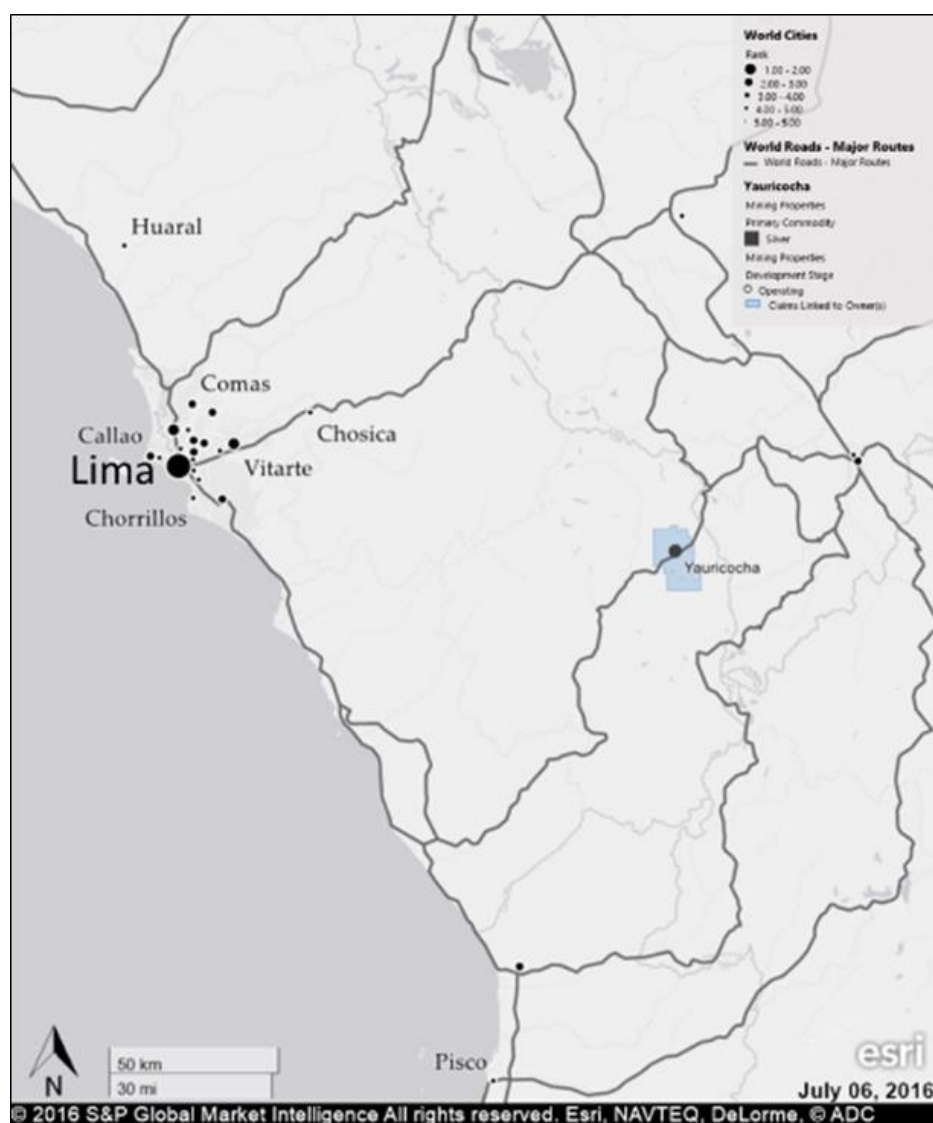 World Cities
Rank
1.00 - 2.00
2.00 - 3.00
3.00 - 4.00
4.00 - 5.00
5.00 - 5.00
World Roads - Major Routes
World Roads - Major Routes
Yauricocha
Mining Properties
Primary Commodity
Silver
Mining Properties
Development Stage
Operating
Claims Linked to Owner(s)
Huaral
Comas
Callao
Chosica
Lima
Vitarte
Chorrillos
Yauricocha
Pisco
50 km
30 mi
N
esri
July 06, 2016
© 2016 S&P Global Market Intelligence All rights reserved. Esri, NAVTEQ, DeLorme, © ADC